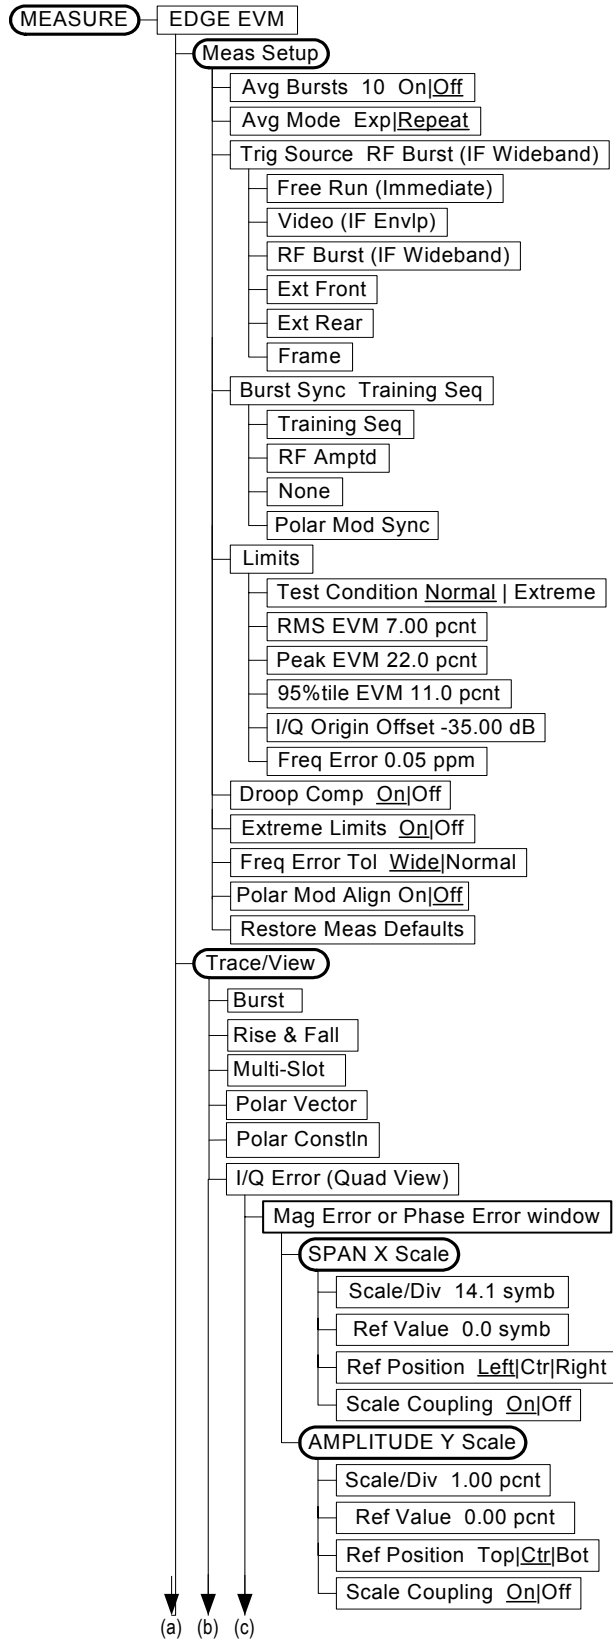 MEASURE EDGE EVM
Meas Setup
Avg Bursts 10 On|Off
Avg Mode Exp|Repeat
Trig Source RF Burst (IF Wideband)
Free Run (Immediate)
Video (IF Envlp)
RF Burst (IF Wideband)
Ext Front
Ext Rear
Frame
Burst Sync Training Seq
Training Seq
RF Amptd
None
Polar Mod Sync
Limits
Test Condition Normal | Extreme
RMS EVM 7.00 pcnt
Peak EVM 22.0 pcnt
95%tile EVM 11.0 pcnt
I/Q Origin Offset -35.00 dB
Freq Error 0.05 ppm
Droop Comp On|Off
Extreme Limits On|Off
Freq Error Tol Wide|Normal
Polar Mod Align On|Off
Restore Meas Defaults
Trace/View
Burst
Rise & Fall
Multi-Slot
Polar Vector
Polar Constln
I/Q Error (Quad View)
Mag Error or Phase Error window
SPAN X Scale
Scale/Div 14.1 symb
Ref Value 0.0 symb
Ref Position Left|Ctr|Right
Scale Coupling On|Off
AMPLITUDE Y Scale
Scale/Div 1.00 pcnt
Ref Value 0.00 pcnt
Ref Position Top|Ctr|Bot
Scale Coupling On|Off
(a) (b) (c)